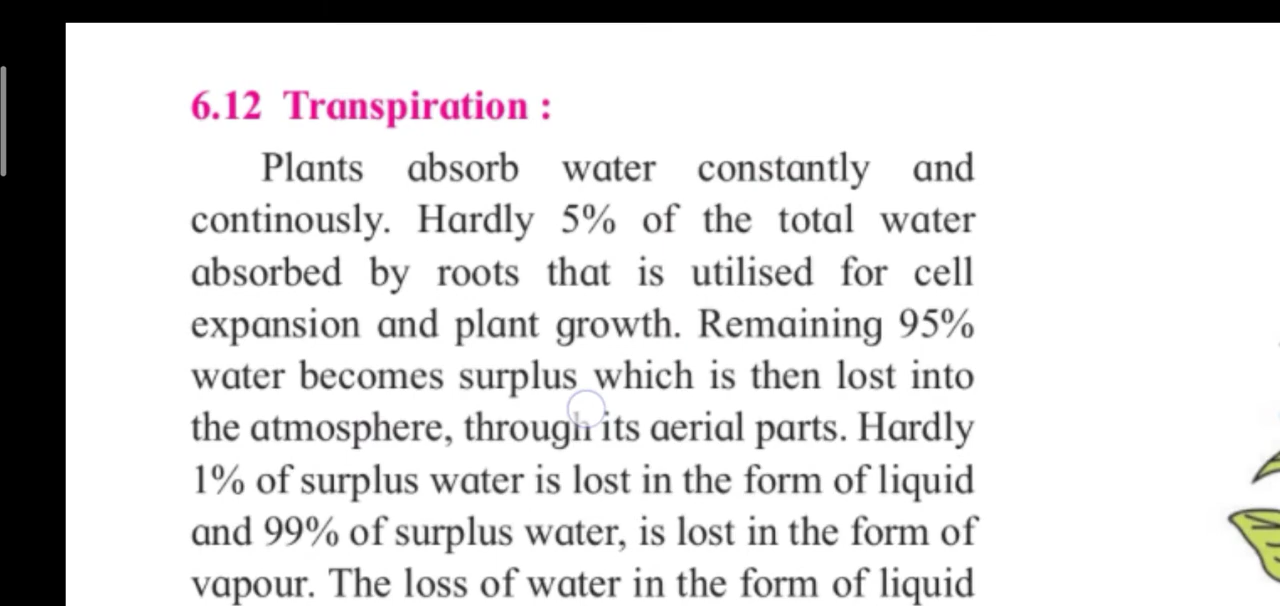 6.12 Transpiration :
Plants absorb water constantly and
continously. Hardly 5% of the total water
absorbed by roots that is utilised for cell
expansion and plant growth. Remaining 95%
water becomes surplus which is then lost into
the atmosphere, through its aerial parts. Hardly
1% of surplus water is lost in the form of liquid
and 99% of surplus water, is lost in the form of
vapour. The loss of water in the form of liquid